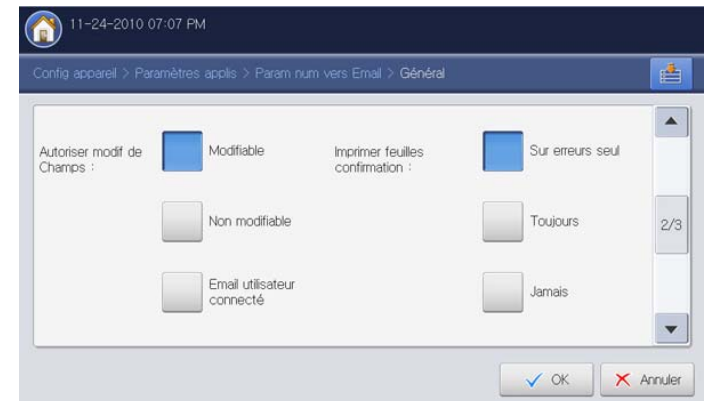 11-24-2010 07:07 PM
Config appareil > Paramètres applis > Param num vers Email > Général
Autoriser modif de
Champs :
Modifiable
Non modifiable
Email utilisateur
connecté
Imprimer feuilles
confirmation :
Sur erreurs seul
Toujours
Jamais
2/3
OK
Annuler